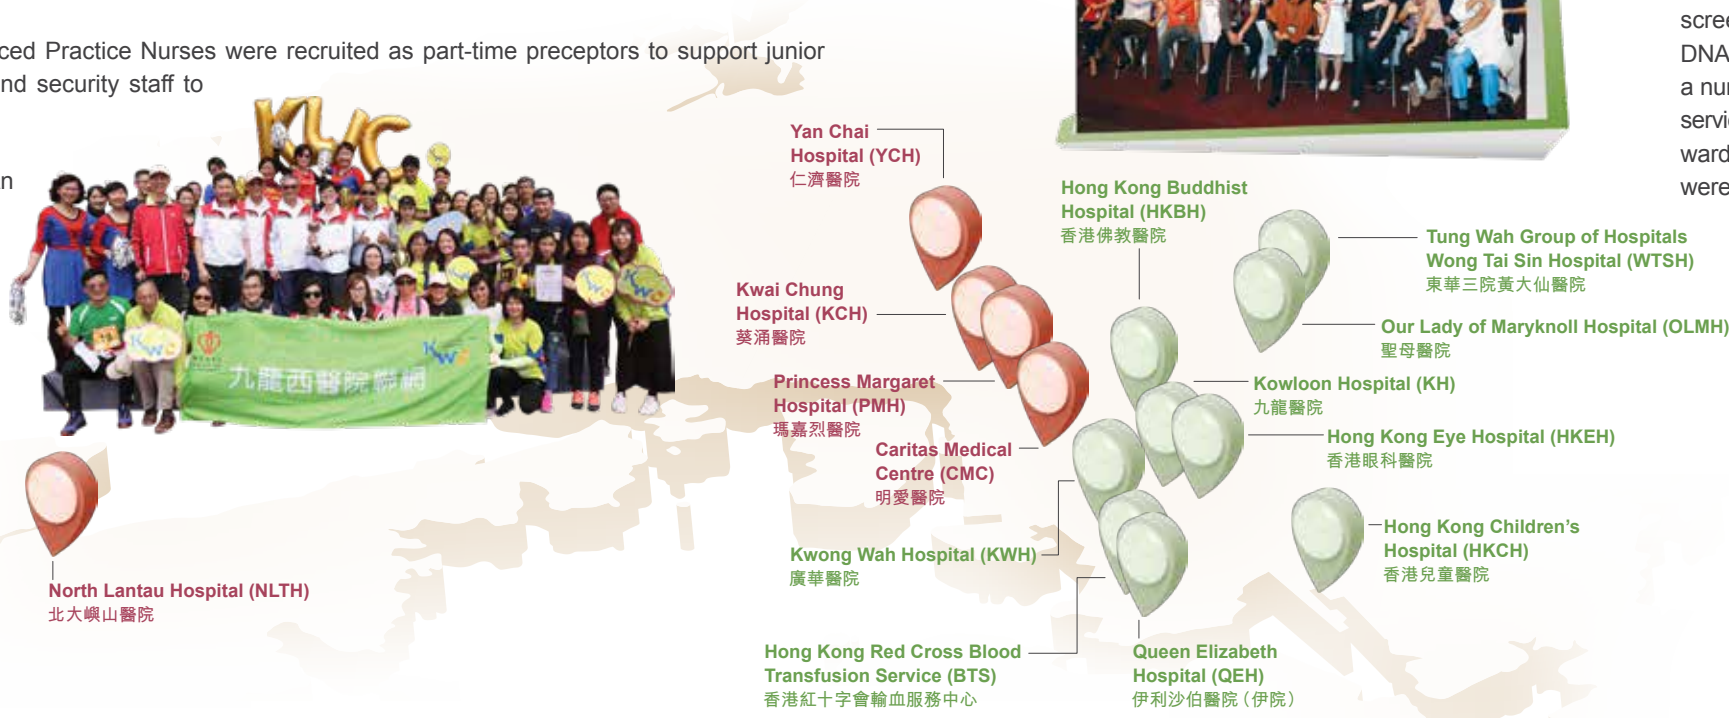 ced Practice Nurses were recruited as part-time preceptors to support junior
nd security staff to
n
KWC
KWC
KWC
KWC
九龍西醫院聯網
KWC
scree
DNA
a nur
servic
ward
were
Yan Chai
Hospital (YCH)
仁濟醫院
Kwai Chung
Hospital (KCH)
葵涌醫院
Princess Margaret
Hospital (PMH)
瑪嘉烈醫院
Caritas Medical
Centre (CMC)
明愛醫院
North Lantau Hospital (NLTH)
北大嶼山醫院
Hong Kong Buddhist
Hospital (HKBH)
香港佛教醫院
Tung Wah Group of Hospitals
Wong Tai Sin Hospital (WTSH)
東華三院黃大仙醫院
Our Lady of Maryknoll Hospital (OLMH)
聖母醫院
Kowloon Hospital (KH)
九龍醫院
Hong Kong Eye Hospital (HKEH)
香港眼科醫院
Hong Kong Children's
Hospital (HKCH)
香港兒童醫院
Kwong Wah Hospital (KWH)
廣華醫院
Hong Kong Red Cross Blood
Transfusion Service (BTS)
香港紅十字會輸血服務中心
Queen Elizabeth
Hospital (QEH)
伊利沙伯醫院（伊院）